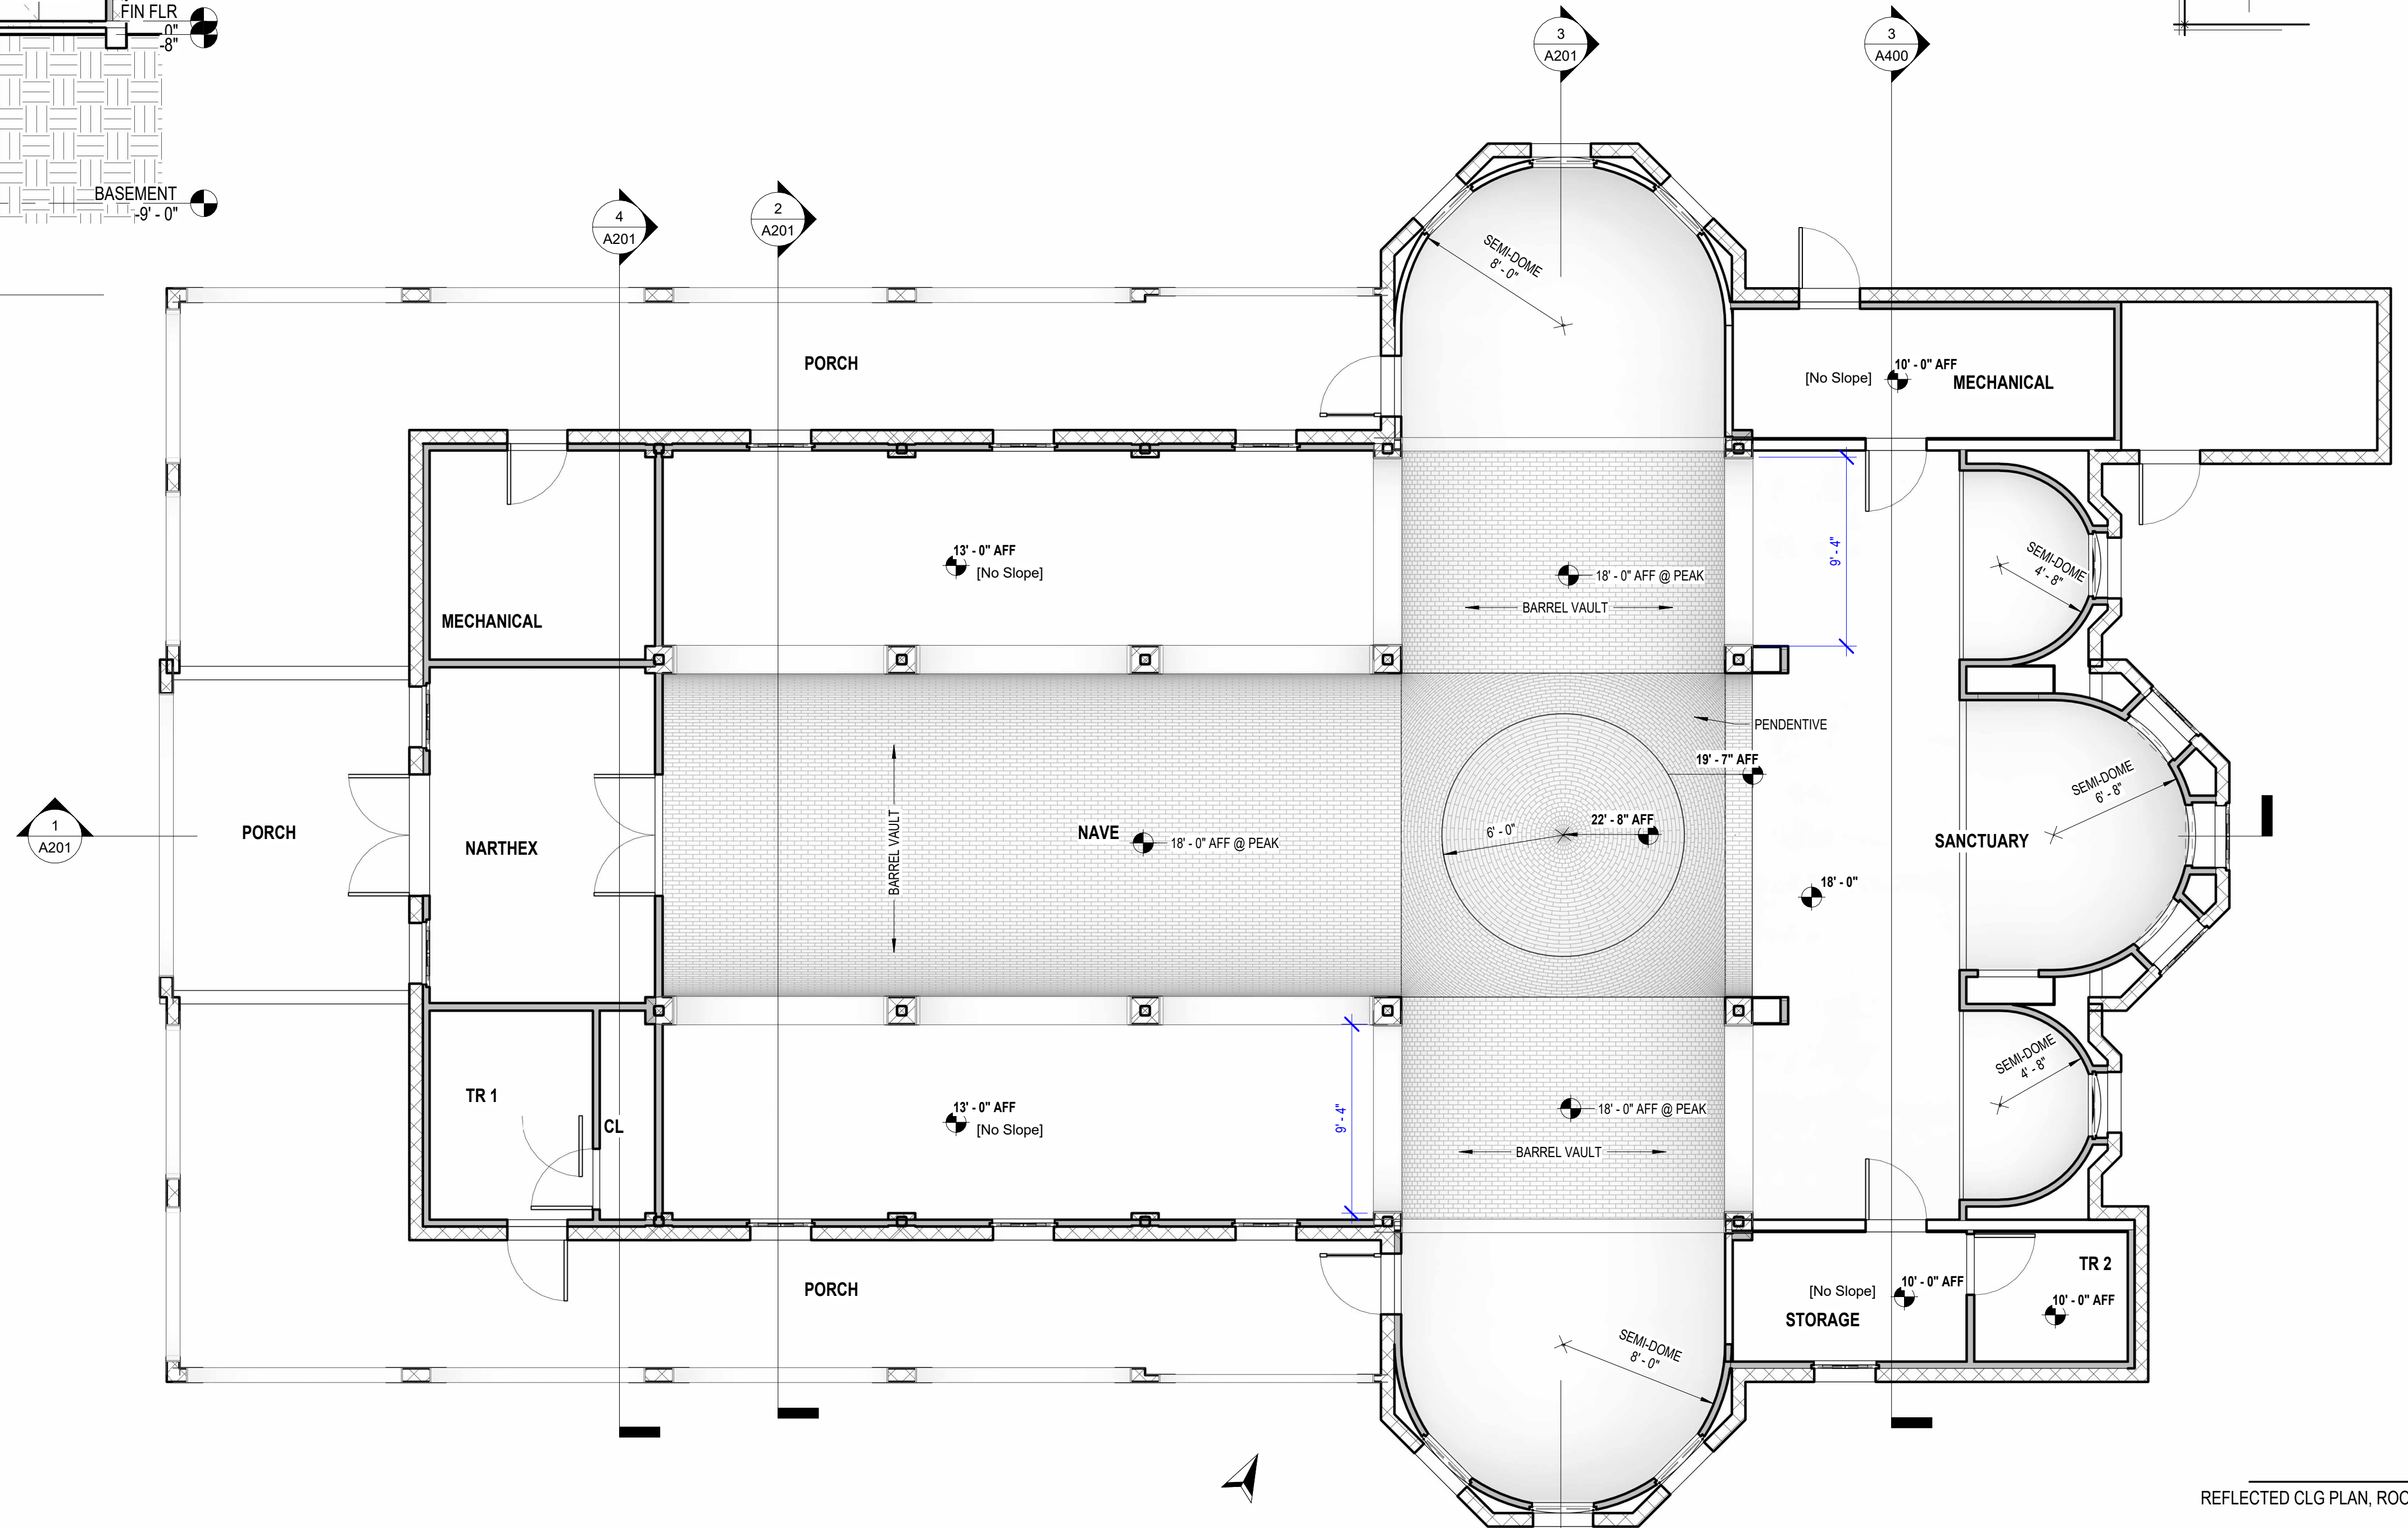 FIN FLR
0"
-8"
BASEMENT
-9' - 0"
4
A201
2
A201
3
A201
3
A400
SEMI-DOME
8' - 0"
PORCH
10' - 0" AFF
[No Slope]
MECHANICAL
13' - 0" AFF
[No Slope]
18' - 0" AFF @ PEAK
BARREL VAULT
9' - 4"
SEMI-DOME
4' - 8"
MECHANICAL
PENDENTIVE
19' - 7" AFF
SEMI-DOME
6' - 8"
1
A201
PORCH
NARTHEX
BARREL VAULT
NAVE
18' - 0" AFF @ PEAK
6' - 0"
22' - 8" AFF
SANCTUARY
18' - 0"
TR 1
CL
13' - 0" AFF
[No Slope]
9' - 4"
18' - 0" AFF @ PEAK
BARREL VAULT
SEMI-DOME
4' - 8"
PORCH
TR 2
10' - 0" AFF
[No Slope]
STORAGE
10' - 0" AFF
SEMI-DOME
8' - 0"
REFLECTED CLG PLAN, ROO